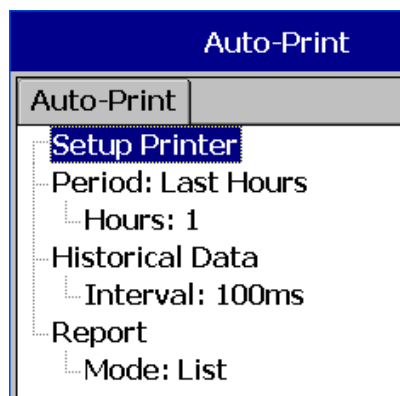 Auto-Print
Auto-Print
Setup Printer
Period: Last Hours
Hours: 1
Historical Data
Interval: 100ms
Report
Mode: List